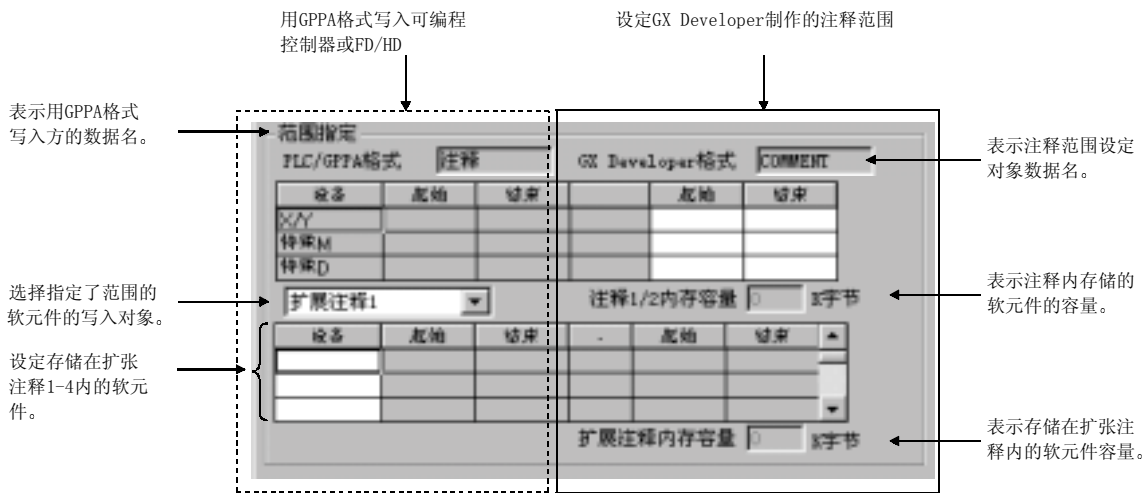 用GPPA格式写入可编程
控制器或FD/HD
设定GX Developer制作的注释范围
表示用GPPA格式
写入方的数据名。
范围指定
PLC/GPPA格式 注释 GX Developer格式 COMMENT
表示注释范围设定
对象数据名。
设备 起始 结束 起始 结束
X/Y
特殊M
特殊D
选择指定了范围的
软元件的写入对象。
扩展注释1 注释1/2内存容量 0 K字节
表示注释内存储的
软元件的容量。
设备 起始 结束 - 起始 结束
设定存储在扩张
注释1-4内的软元
件。
扩展注释内存容量 0 K字节
表示存储在扩张注
释内的软元件容量。